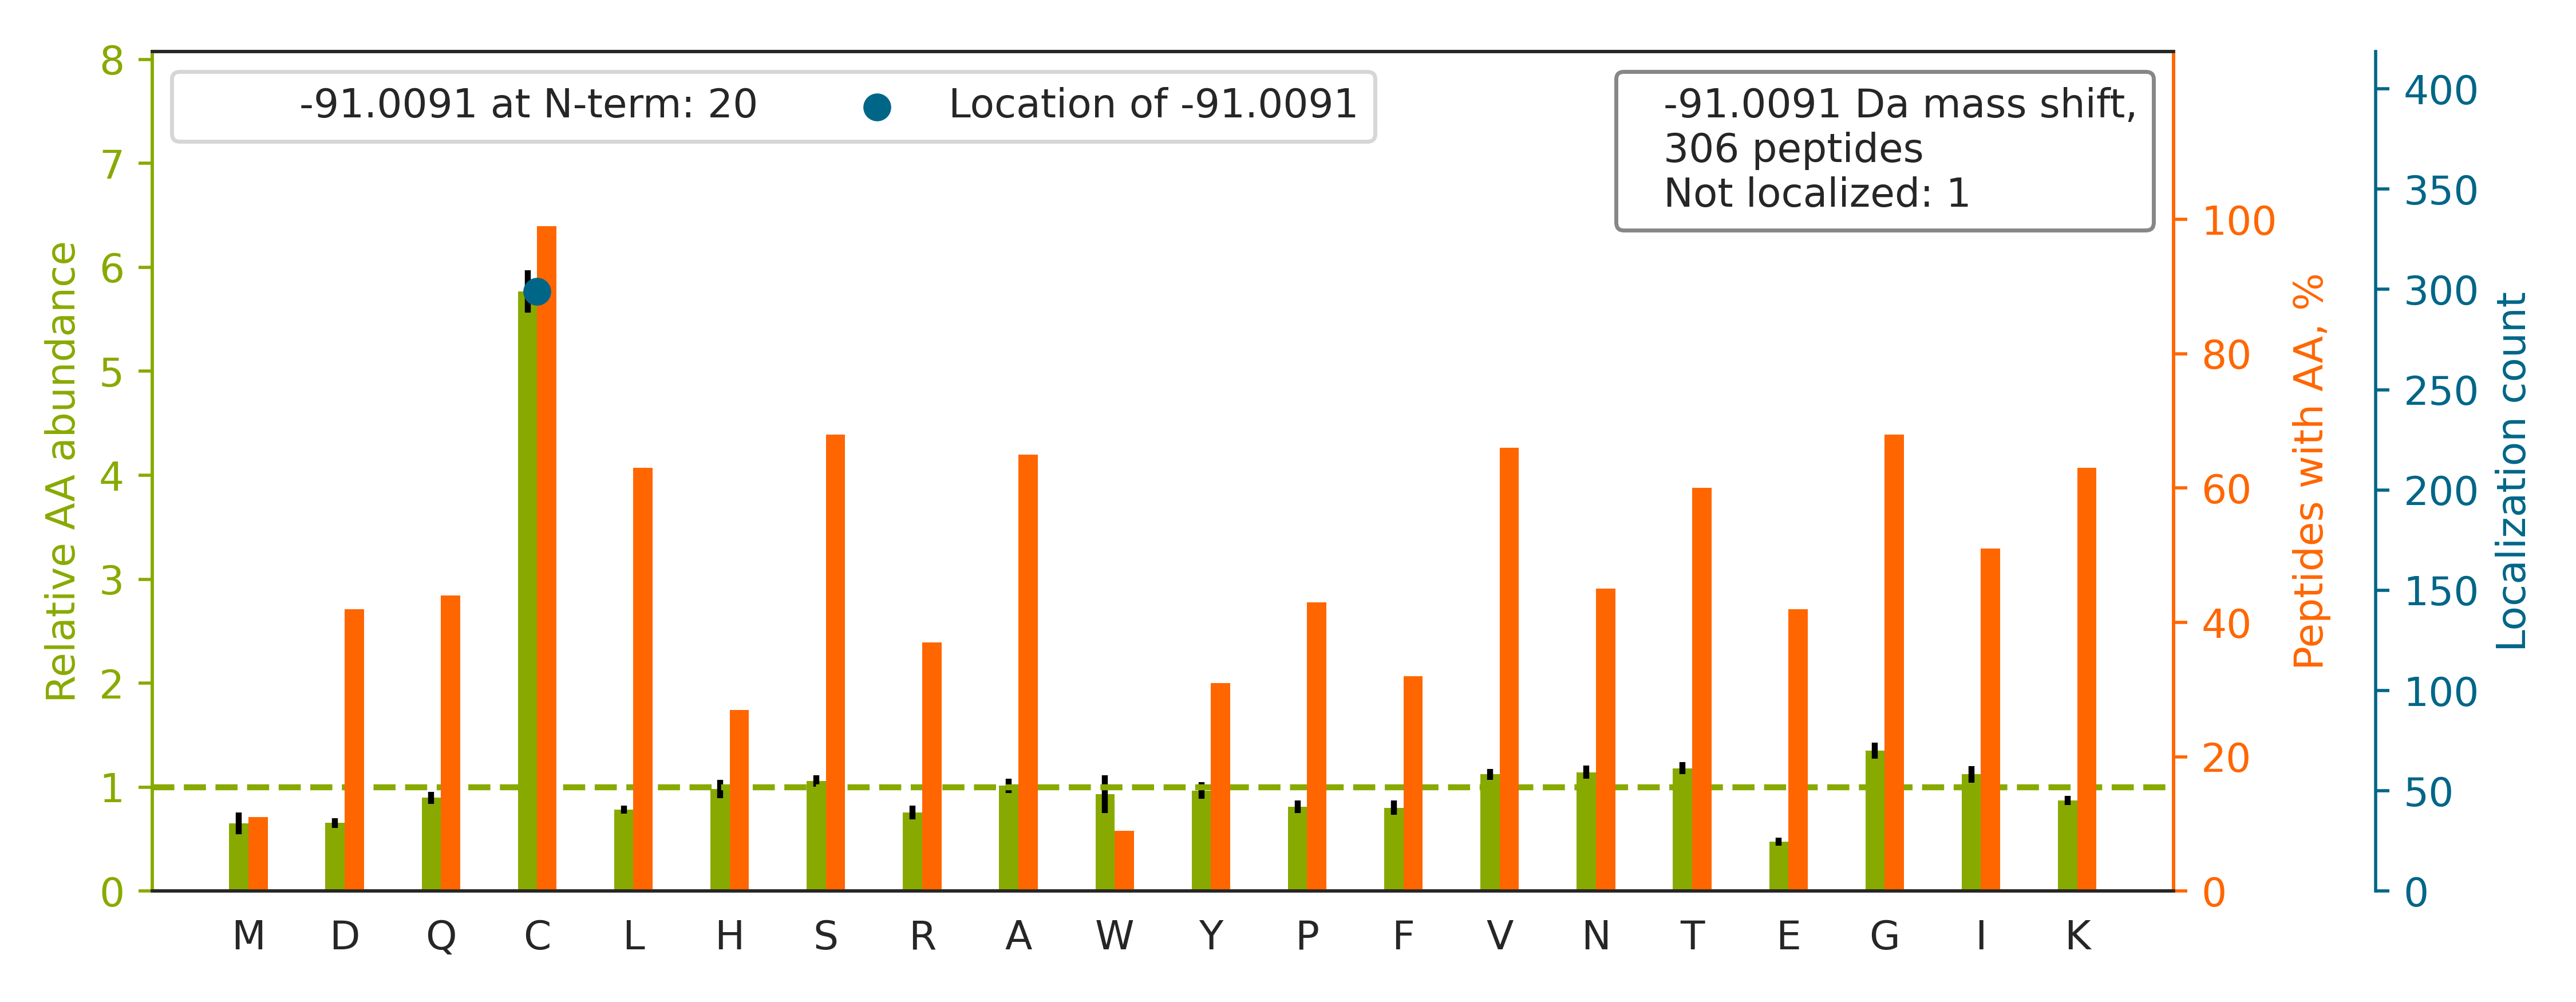 -91.0091 at N-term: 20
Location of -91.0091
-91.0091 Da mass shift,
306 peptides
Not localized: 1
Relative AA abundance
8
7
6
5
4
3
2
1
0
Peptides with AA, %
100
80
60
40
20
0
Localization count
400
350
300
250
200
150
100
50
0
M D Q C L H S R A W Y P F V N T E G I K